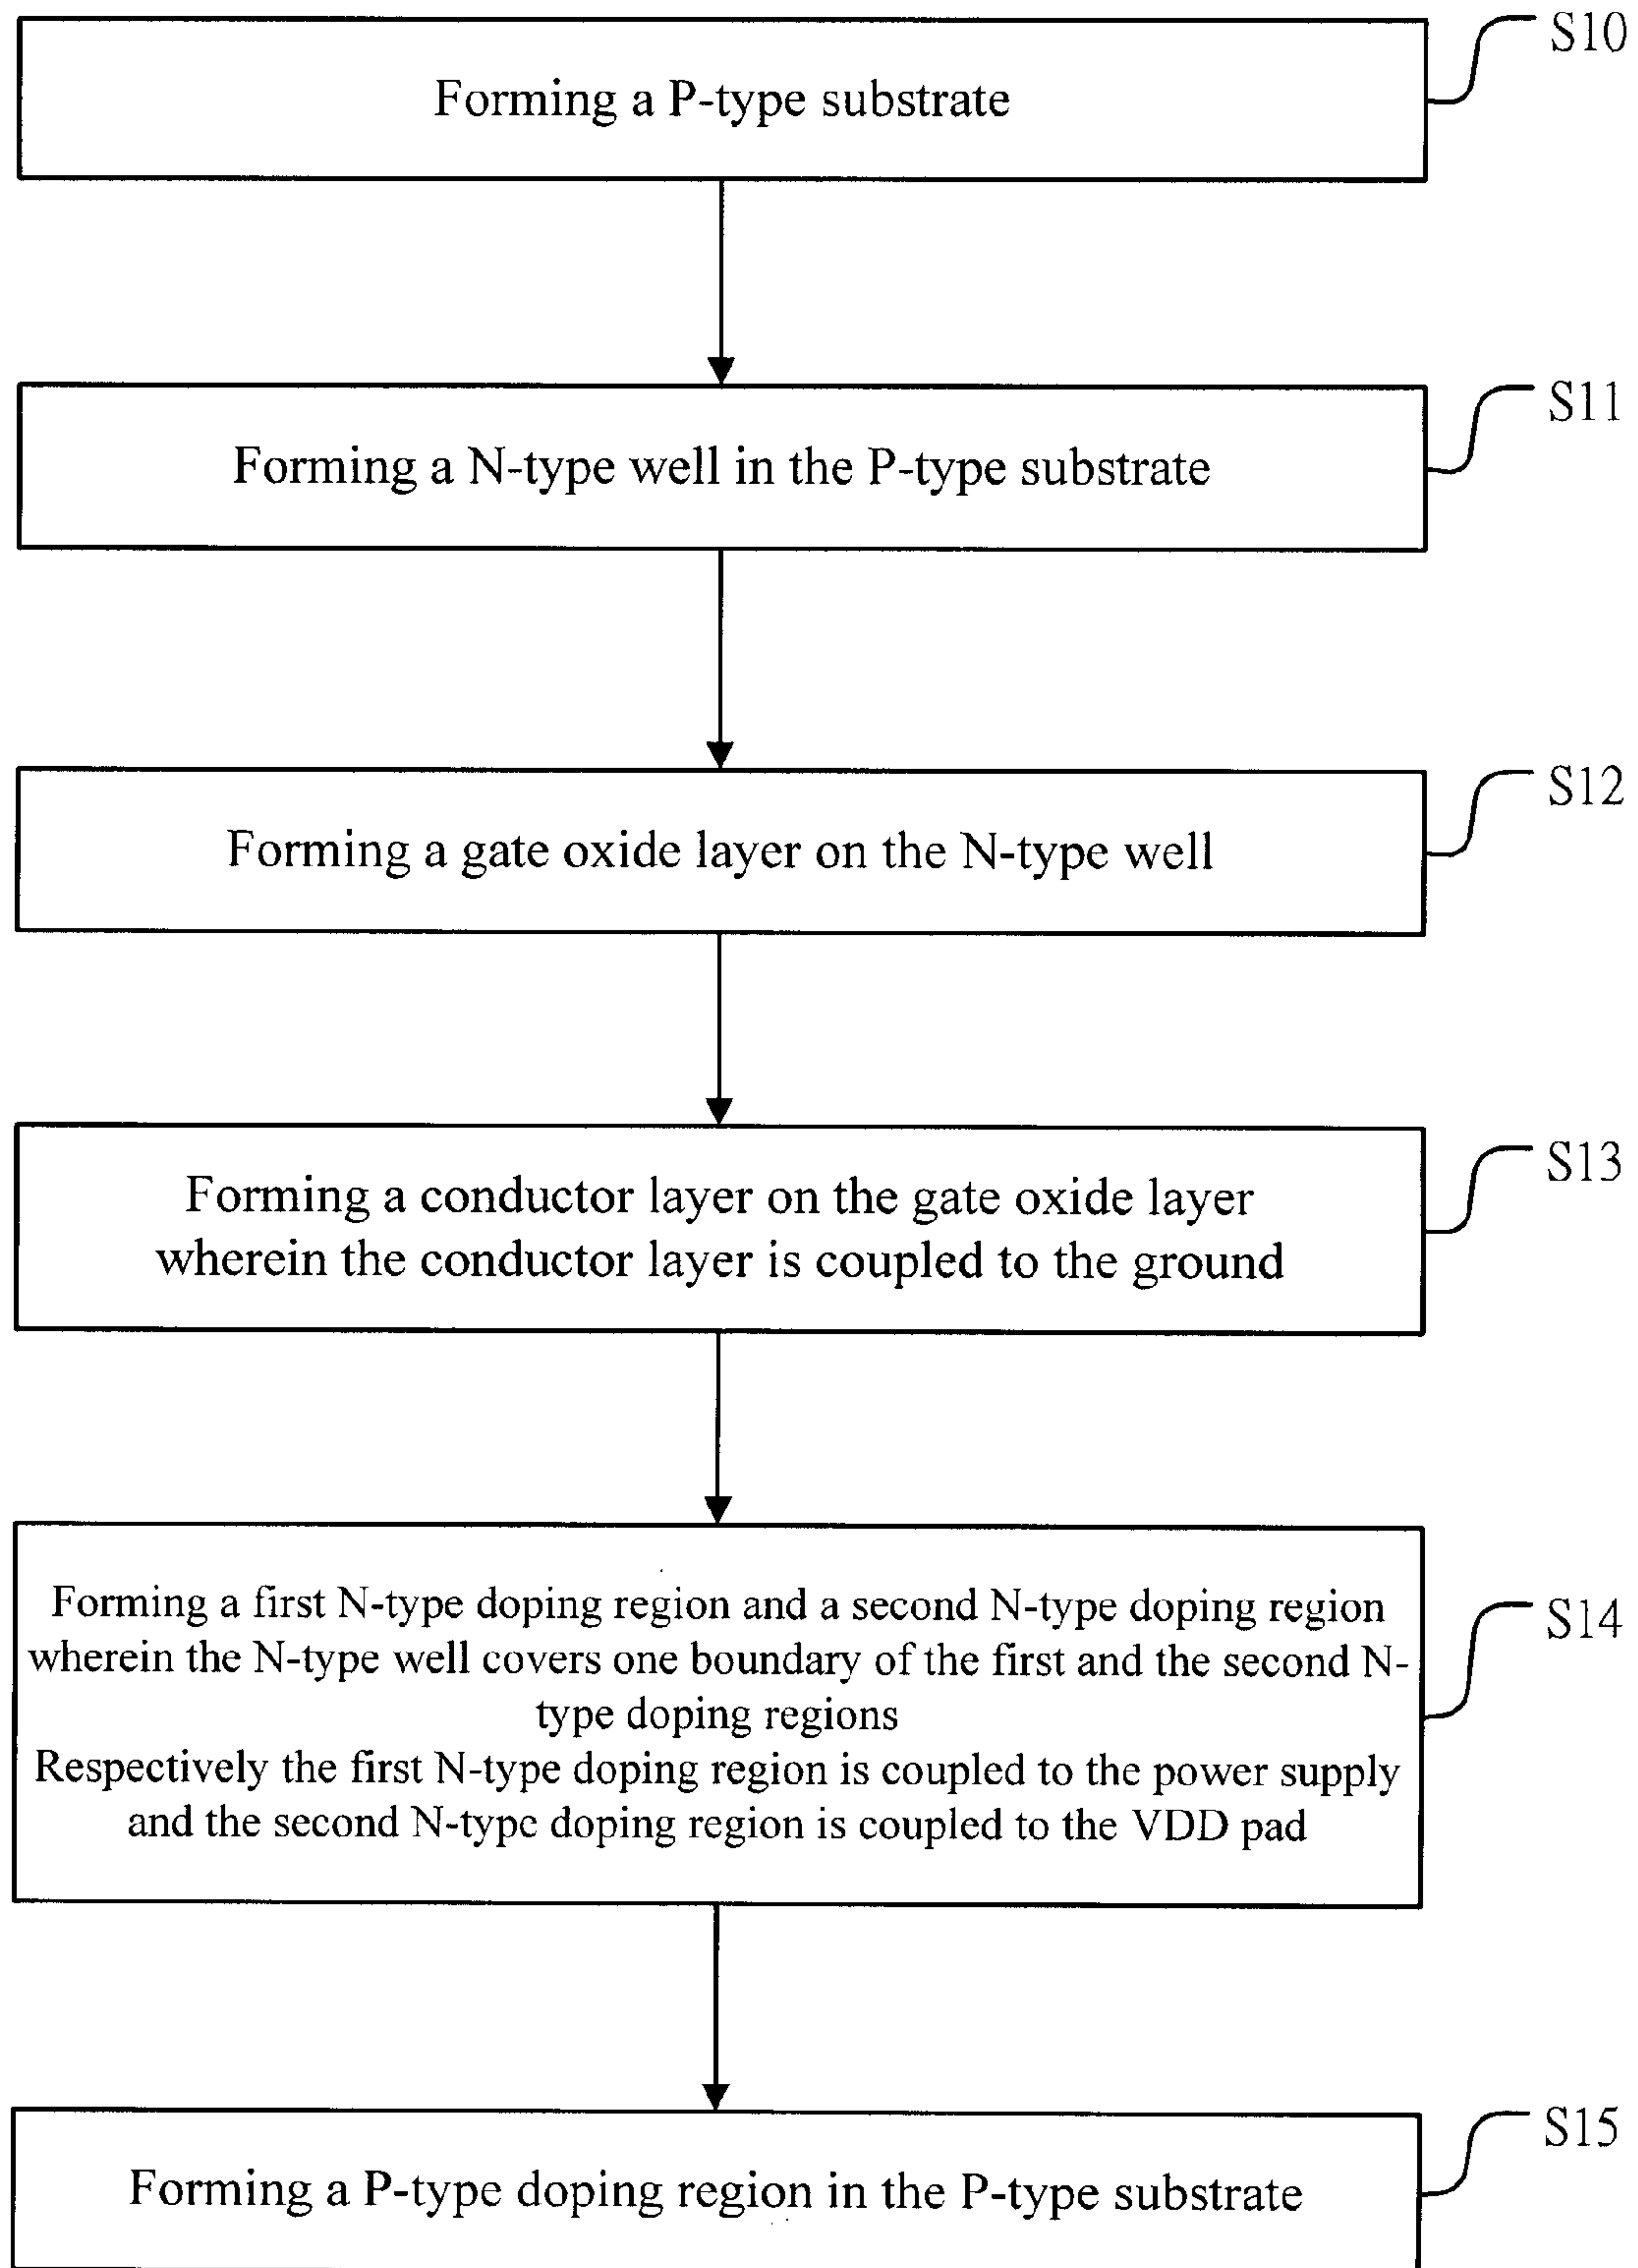 S10
Forming a P-type substrate
S11
Forming a N-type well in the P-type substrate
S12
Forming a gate oxide layer on the N-type well
S13
Forming a conductor layer on the gate oxide layer
wherein the conductor layer is coupled to the ground
S14
Forming a first N-type doping region and a second N-type doping region
wherein the N-type well covers one boundary of the first and the second N-
type doping regions
Respectively the first N-type doping region is coupled to the power supply
and the second N-type doping region is coupled to the VDD pad
S15
Forming a P-type doping region in the P-type substrate